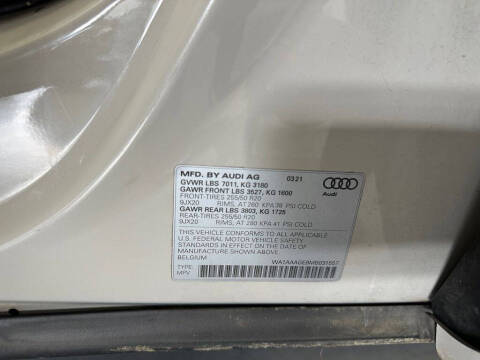 MFD. BY AUDI AG 03/21
GVWR LBS 7011, KG 3180
GAWR FRONT LBS 3527, KG 1600
FRONT-TIRES 255/50 R20
9JX20 RIMS, AT 260 KPA 38 PSI COLD
GAWR REAR LBS 3803, KG 1725
REAR-TIRES 255/50 R20
9JX20 RIMS, AT 280 KPA 41 PSI COLD
THIS VEHICLE CONFORMS TO ALL APPLICABLE
U.S. FEDERAL MOTOR VEHICLE SAFETY
STANDARDS IN EFFECT ON THE DATE OF
MANUFACTURE SHOWN ABOVE.
BELGIUM
Audi
TYPE:
MPV